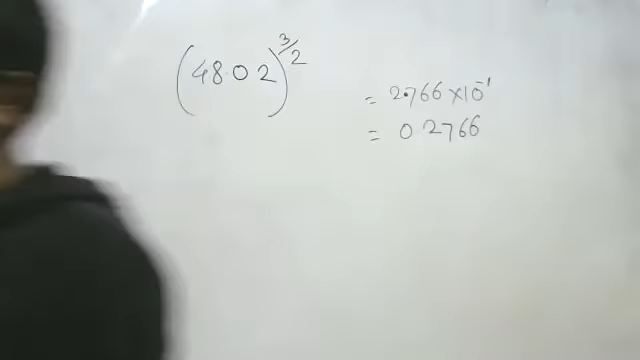 (48.02)^3/2
= 2.766 × 10^-1
= 0.2766